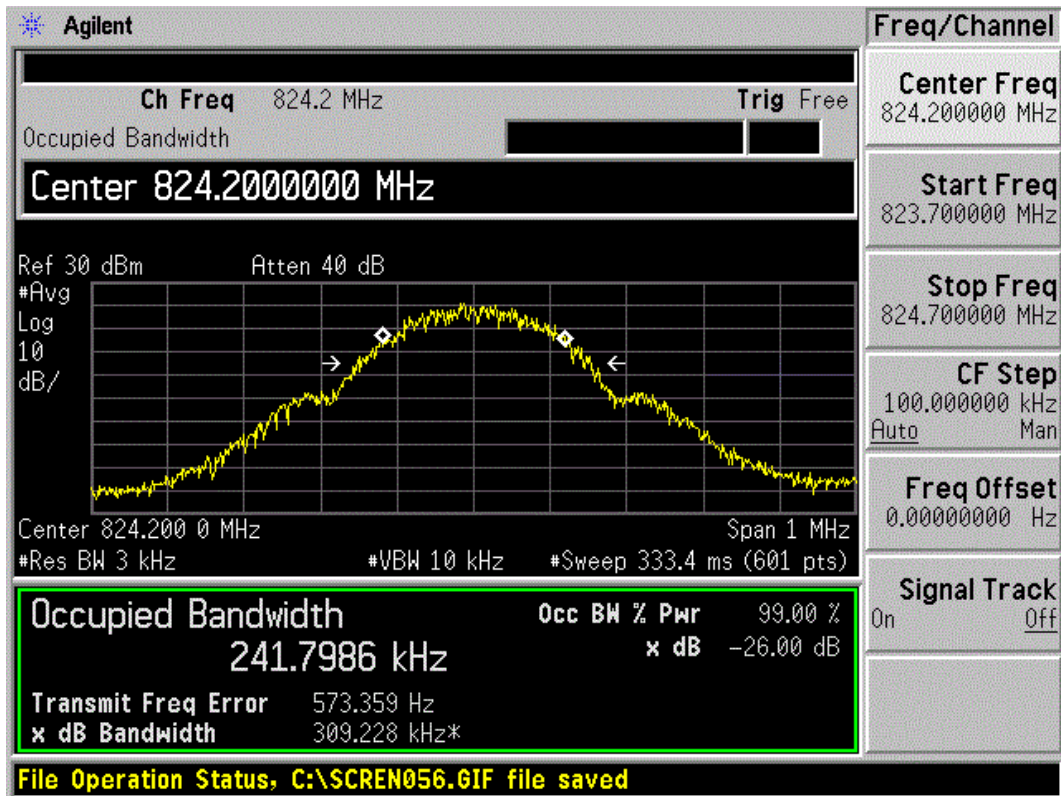 Agilent
Freq/Channel
Ch Freq 824.2 MHz Trig Free
Occupied Bandwidth
Center 824.2000000 MHz
Ref 30 dBm Atten 40 dB
#Avg
Log
10
dB/
Center 824.200 0 MHz Span 1 MHz
#Res BW 3 kHz #VBW 10 kHz #Sweep 333.4 ms (601 pts)
Occupied Bandwidth
241.7986 kHz
Occ BW % Pwr 99.00 %
x dB -26.00 dB
Transmit Freq Error 573.359 Hz
x dB Bandwidth 309.228 kHz*
File Operation Status, C:\SCREN056.GIF file saved
Center Freq
824.200000 MHz
Start Freq
823.700000 MHz
Stop Freq
824.700000 MHz
CF Step
100.000000 kHz
Auto Man
Freq Offset
0.00000000 Hz
Signal Track
On Off